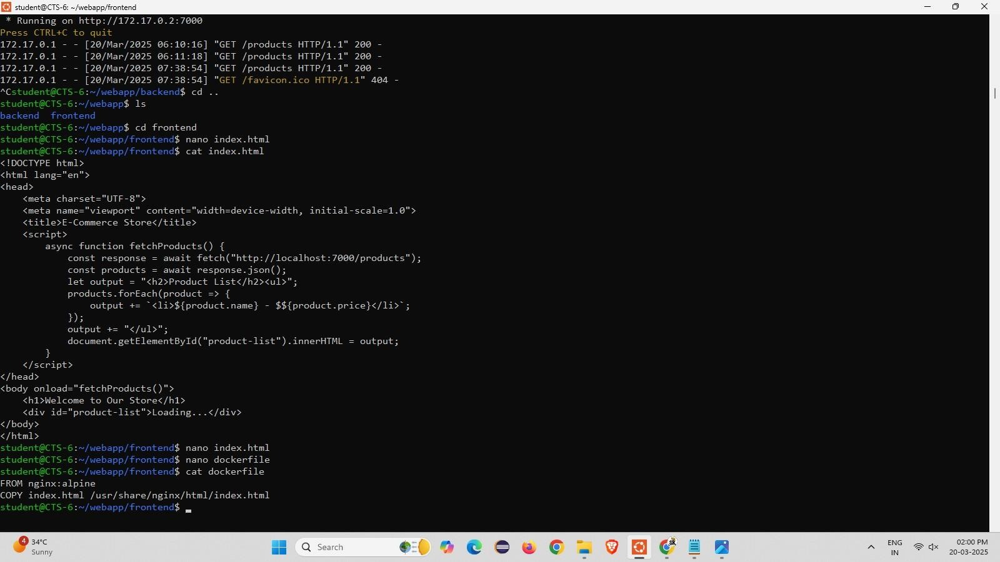 student@CTS-6: ~/webapp/frontend
 * Running on http://172.17.0.2:7000
Press CTRL+C to quit
172.17.0.1 - - [20/Mar/2025 06:10:16] "GET /products HTTP/1.1" 200 -
172.17.0.1 - - [20/Mar/2025 06:11:18] "GET /products HTTP/1.1" 200 -
172.17.0.1 - - [20/Mar/2025 07:38:54] "GET /products HTTP/1.1" 200 -
172.17.0.1 - - [20/Mar/2025 07:38:54] "GET /favicon.ico HTTP/1.1" 404 -
^Cstudent@CTS-6:~/webapp/backend$ cd ..
student@CTS-6:~/webapp$ ls
backend  frontend
student@CTS-6:~/webapp$ cd frontend
student@CTS-6:~/webapp/frontend$ nano index.html
student@CTS-6:~/webapp/frontend$ cat index.html
<!DOCTYPE html>
<html lang="en">
<head>
    <meta charset="UTF-8">
    <meta name="viewport" content="width=device-width, initial-scale=1.0">
    <title>E-Commerce Store</title>
    <script>
        async function fetchProducts() {
            const response = await fetch("http://localhost:7000/products");
            const products = await response.json();
            let output = "<h2>Product List</h2><ul>";
            products.forEach(product => {
                output += `<li>${product.name} - $${product.price}</li>`;
            });
            output += "</ul>";
            document.getElementById("product-list").innerHTML = output;
        }
    </script>
</head>
<body onload="fetchProducts()">
    <h1>Welcome to Our Store</h1>
    <div id="product-list">Loading...</div>
</body>
</html>
student@CTS-6:~/webapp/frontend$ nano index.html
student@CTS-6:~/webapp/frontend$ nano dockerfile
student@CTS-6:~/webapp/frontend$ cat dockerfile
FROM nginx:alpine
COPY index.html /usr/share/nginx/html/index.html
student@CTS-6:~/webapp/frontend$
4
34°C
Sunny
Search
SK
ENG
IN
02:00 PM
20-03-2025